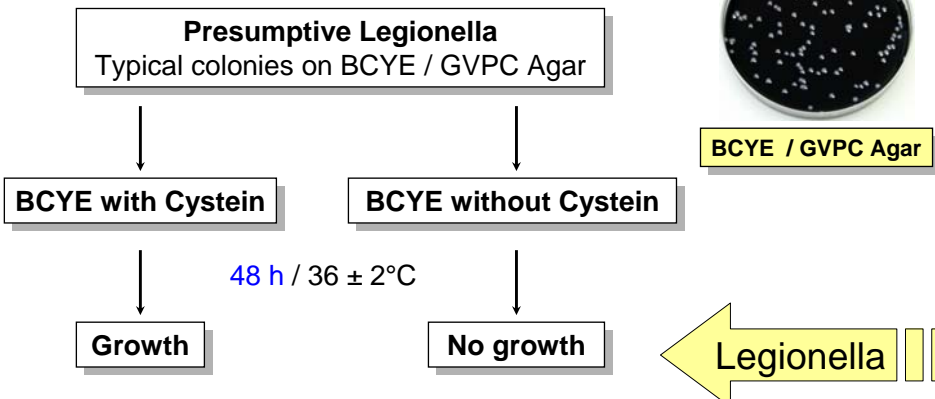 Presumptive Legionella
Typical colonies on BCYE / GVPC Agar
BCYE / GVPC Agar
BCYE with Cystein
BCYE without Cystein
48 h / 36 ± 2°C
Growth
No growth
Legionella